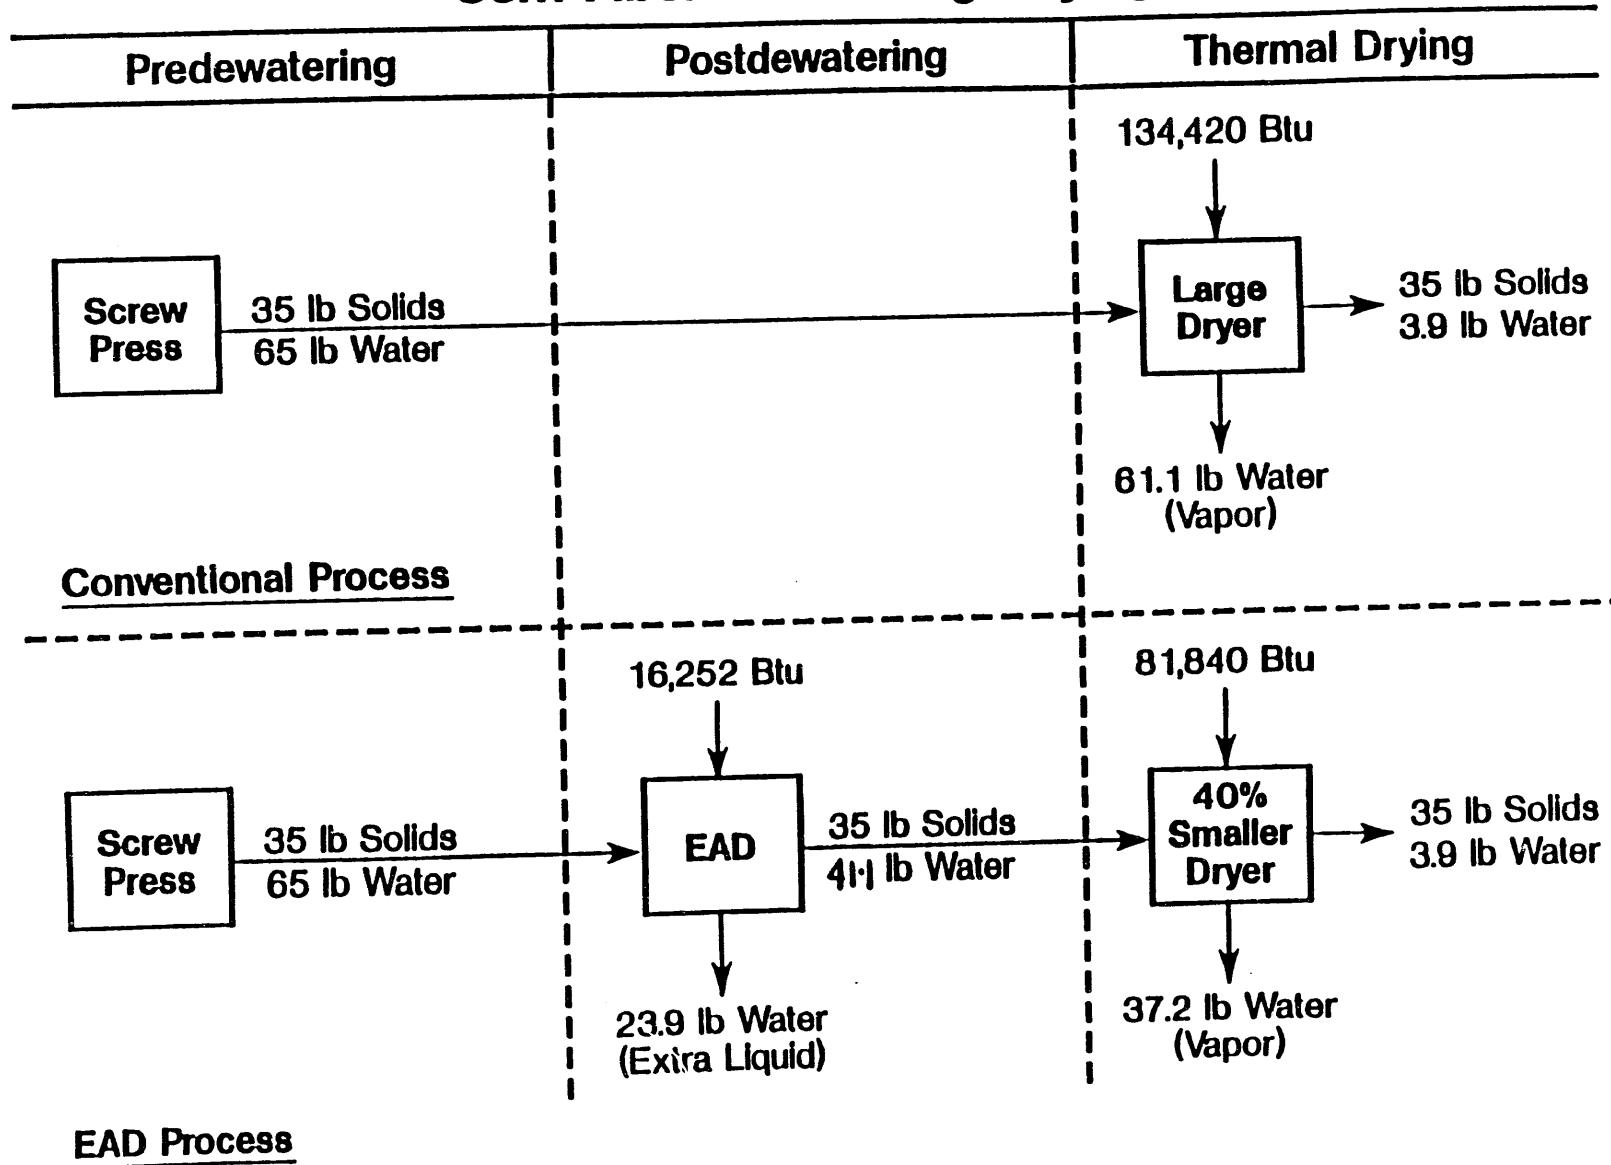 Predewatering
Postdewatering
Thermal Drying
134,420 Btu
Screw
Press
35 lb Solids
65 lb Water
Large
Dryer
35 lb Solids
3.9 lb Water
61.1 lb Water
(Vapor)
Conventional Process
16,252 Btu
81,840 Btu
Screw
Press
35 lb Solids
65 lb Water
EAD
35 lb Solids
41.1 lb Water
40%
Smaller
Dryer
35 lb Solids
3.9 lb Water
23.9 lb Water
(Extra Liquid)
37.2 lb Water
(Vapor)
EAD Process